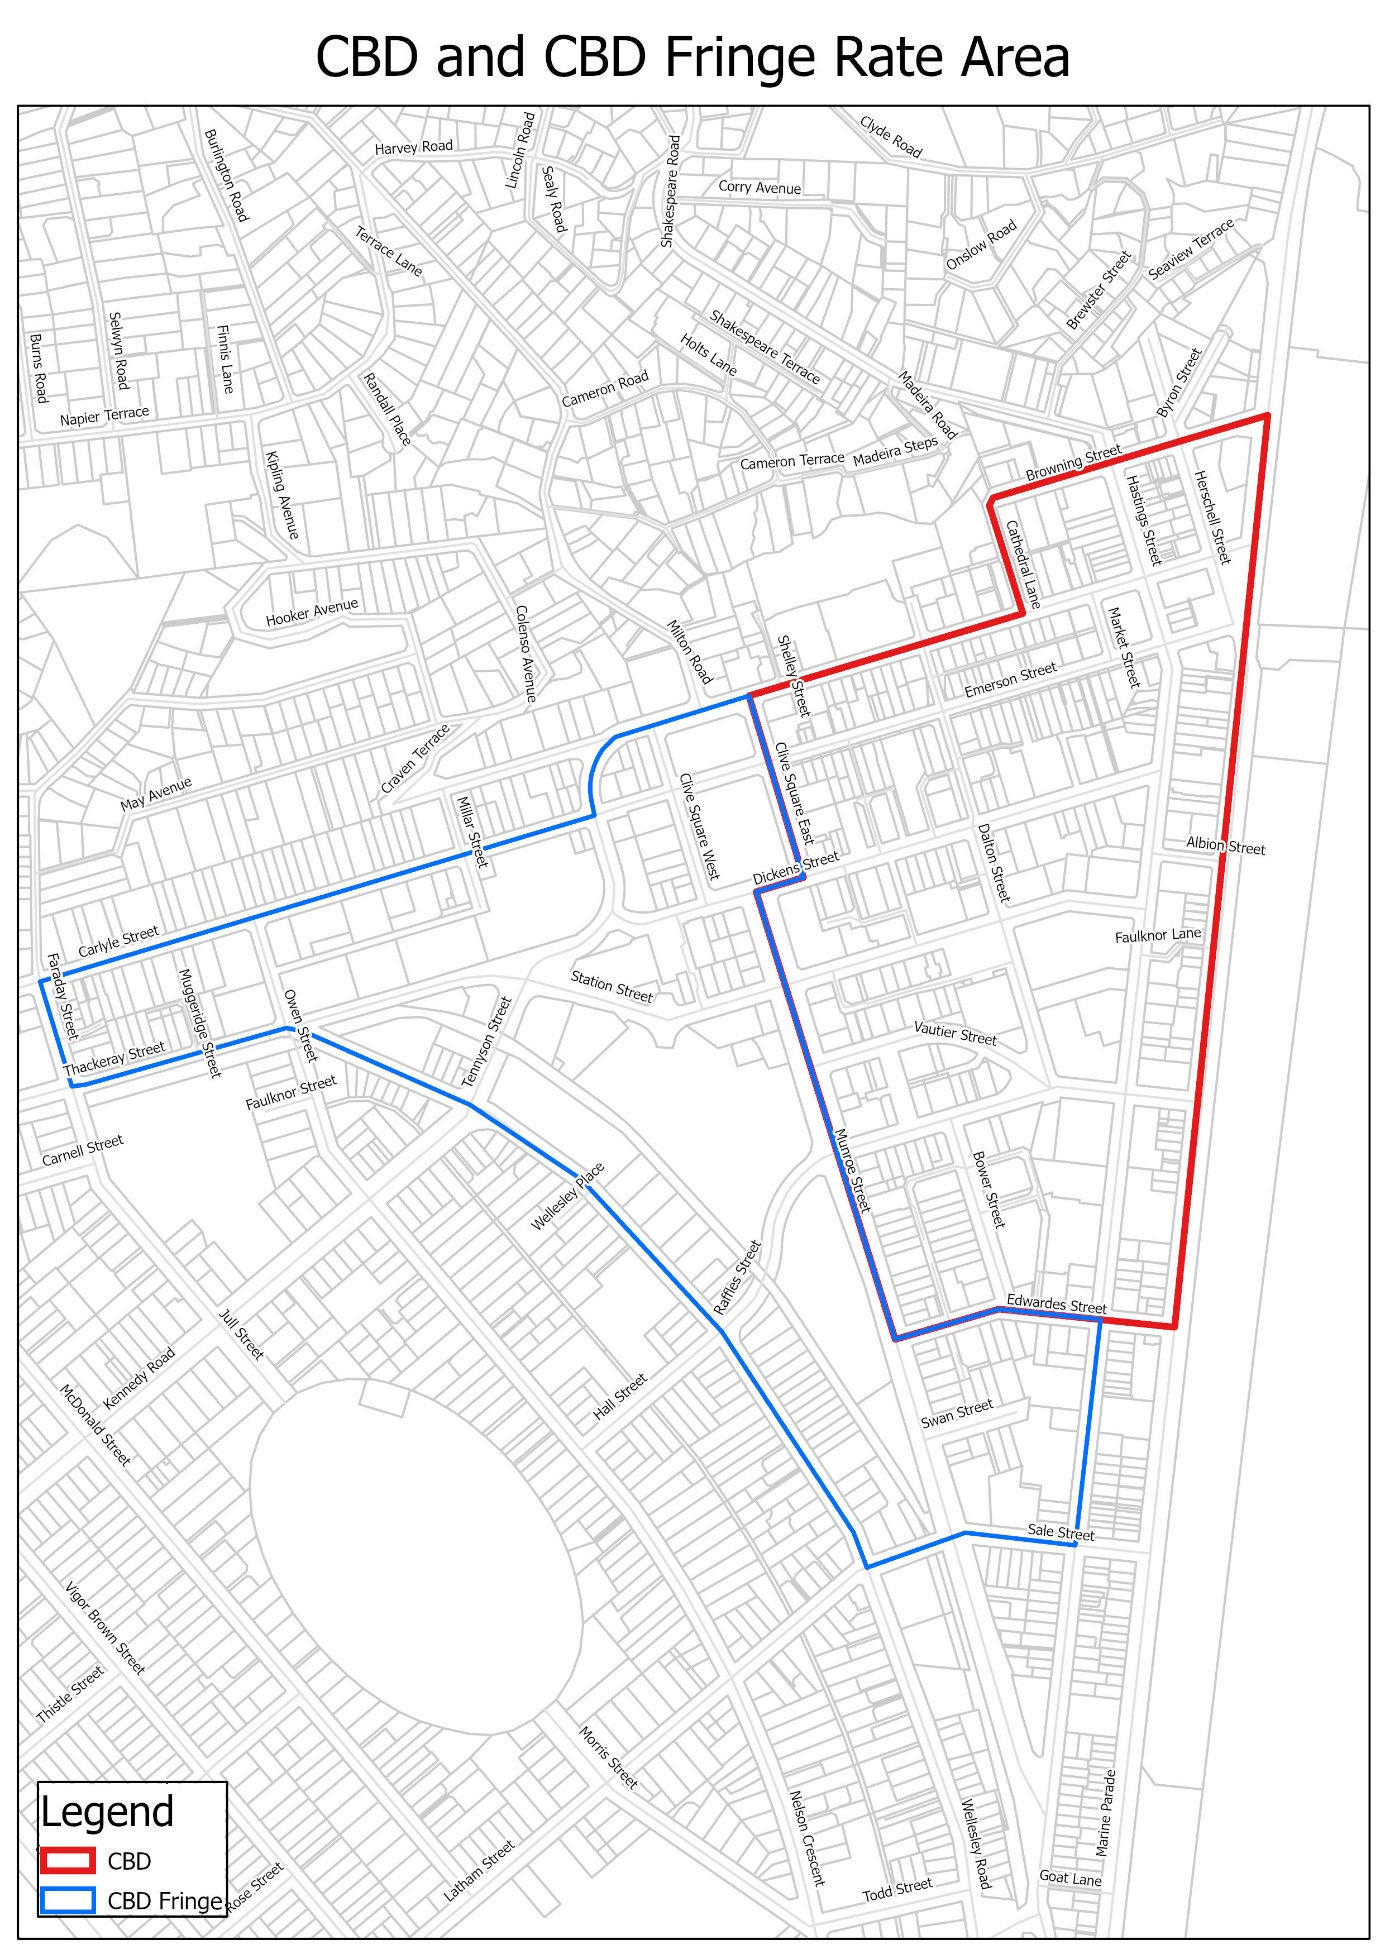 CBD and CBD Fringe Rate Area
Clyde Road
Burlington Road
Harvey Road
Lincoln Road
Sealy Road
Shakespeare Road
Corry Avenue
Terrace Lane
Onslow Road
Seaview Terrace
Brewster Street
Burns Road
Selwyn Road
Finnis Lane
Shakespeare Terrace
Holts Lane
Cameron Road
Randall Place
Madeira Road
Byron Street
Napier Terrace
Kipling Avenue
Cameron Terrace
Madeira Steps
Browning Street
Hastings Street
Herschell Street
Cathedral Lane
Hooker Avenue
Colenso Avenue
Milton Road
Shelley Street
Market Street
Emerson Street
Craven Terrace
May Avenue
Millar Street
Clive Square West
Clive Square East
Dickens Street
Dalton Street
Albion Street
Carlyle Street
Faulknor Lane
Faraday Street
Muggeridge Street
Owen Street
Station Street
Tennyson Street
Vautier Street
Thackeray Street
Faulknor Street
Carnell Street
Wellesley Place
Munroe Street
Bower Street
Raffles Street
Edwardes Street
Jull Street
Kennedy Road
McDonald Street
Hall Street
Swan Street
Sale Street
Vigor Brown Street
Thistle Street
Morris Street
Nelson Crescent
Wellesley Road
Marine Parade
Goat Lane
Todd Street
Latham Street
Rose Street
Legend
CBD
CBD Fringe